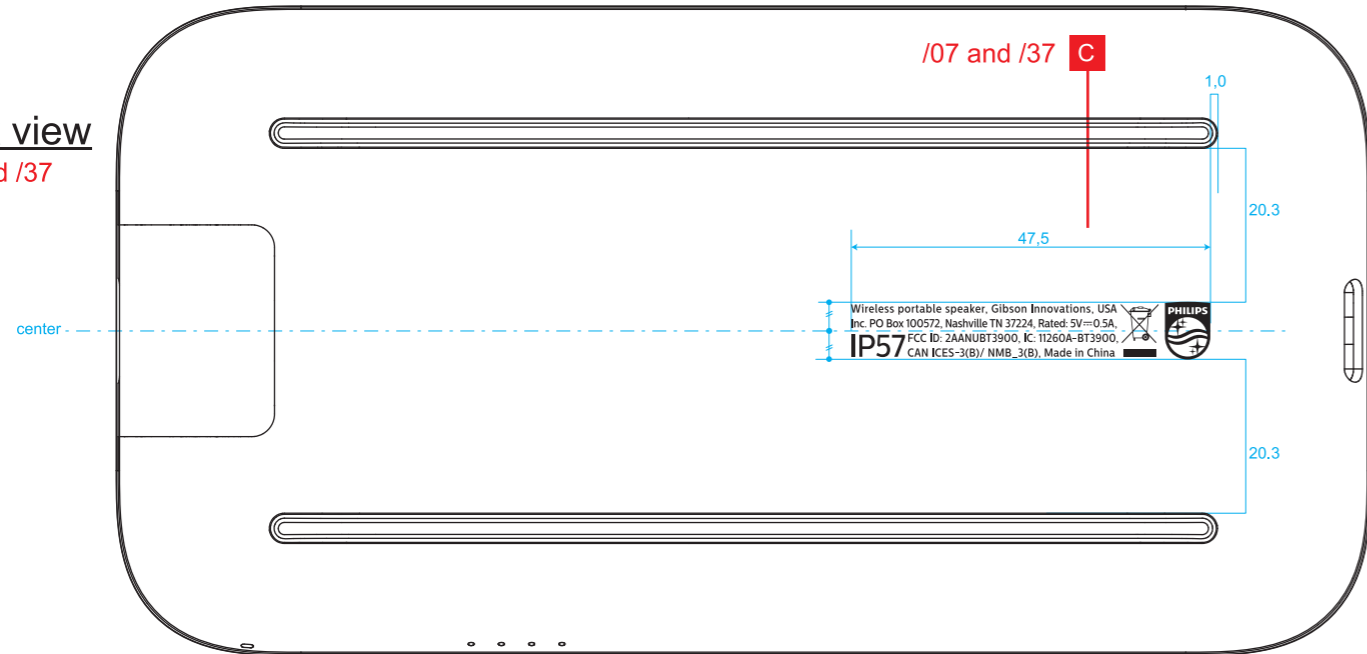 /07 and /37 C
1,0
view
/37
20.3
47,5
Wireless portable speaker, Gibson Innovations, USA
Inc. PO Box 100572, Nashville TN 37224, Rated: 5V⎓0.5A,
IP57 FCC ID: 2AANUBT3900, IC: 11260A-BT3900,
CAN ICES-3(B)/ NMB_3(B), Made in China
PHILIPS
center
20.3